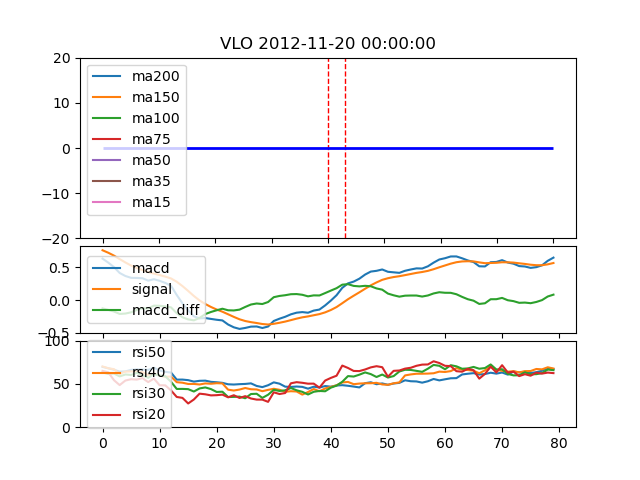 VLO 2012-11-20 00:00:00
20
10
0
−10
−20
ma200
ma150
ma100
ma75
ma50
ma35
ma15
0.5
0.0
−0.5
macd
signal
macd_diff
100
50
0
rsi50
rsi40
rsi30
rsi20
0 10 20 30 40 50 60 70 80